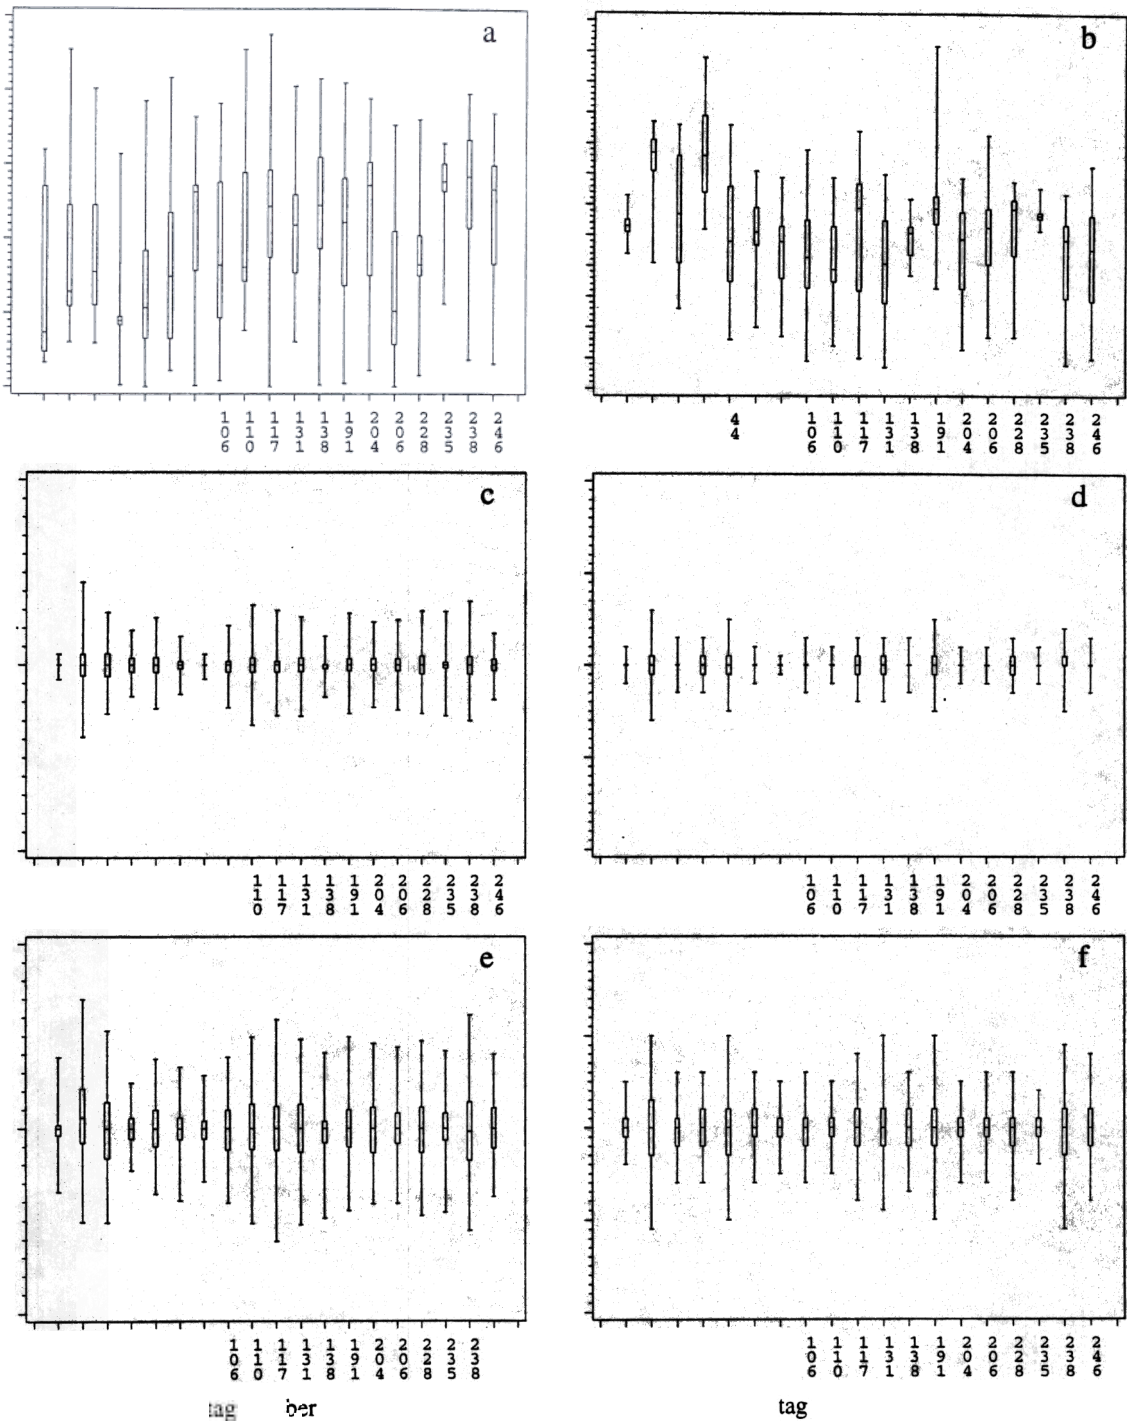 a
b
106 110 117 131 138 191 204 206 228 235 238 246
44 106 110 117 131 138 191 204 206 228 235 238 246
c
d
110 117 131 138 191 204 206 228 235 238 246
106 110 117 131 138 191 204 206 228 235 238 246
e
f
106 110 117 131 138 191 204 206 228 235 238
106 110 117 131 138 191 204 206 228 235 238 246
tag ber
tag